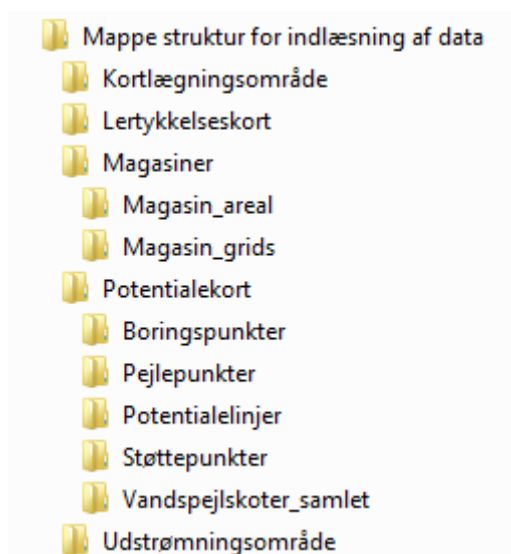 Mappe struktur for indlæsning af data
Kortlægningsområde
Lertykkelseskort
Magasiner
Magasin_areal
Magasin_grids
Potentialekort
Boringspunkter
Pejlepunkter
Potentialelinjer
Støttepunkter
Vandspejlskoter_samlet
Udstrømningsområde